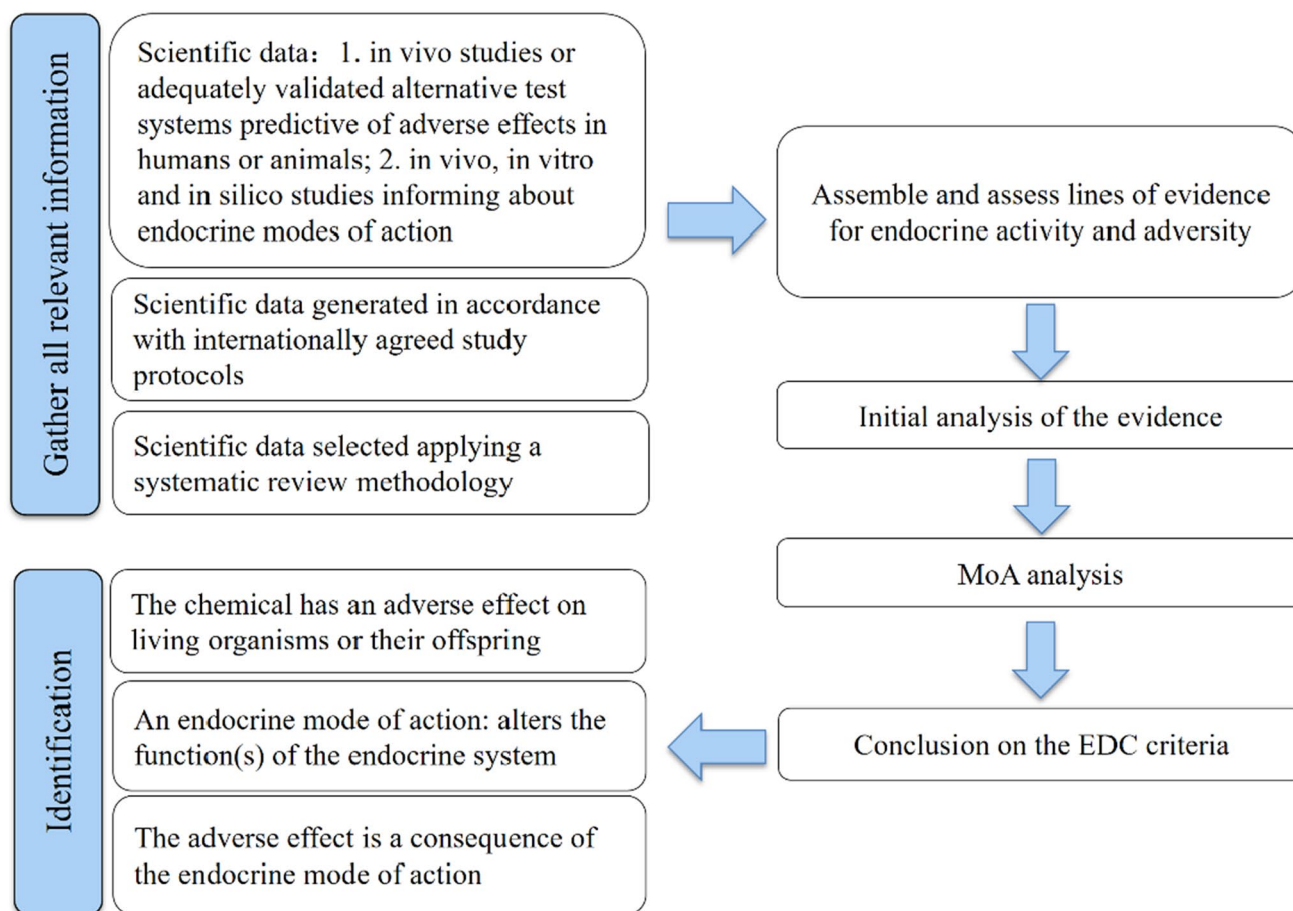 Gather all relevant information
Scientific data： 1. in vivo studies or
adequately validated alternative test
systems predictive of adverse effects in
humans or animals; 2. in vivo, in vitro
and in silico studies informing about
endocrine modes of action
Scientific data generated in accordance
with internationally agreed study
protocols
Scientific data selected applying a
systematic review methodology
Assemble and assess lines of evidence
for endocrine activity and adversity
Initial analysis of the evidence
MoA analysis
Conclusion on the EDC criteria
Identification
The chemical has an adverse effect on
living organisms or their offspring
An endocrine mode of action: alters the
function(s) of the endocrine system
The adverse effect is a consequence of
the endocrine mode of action